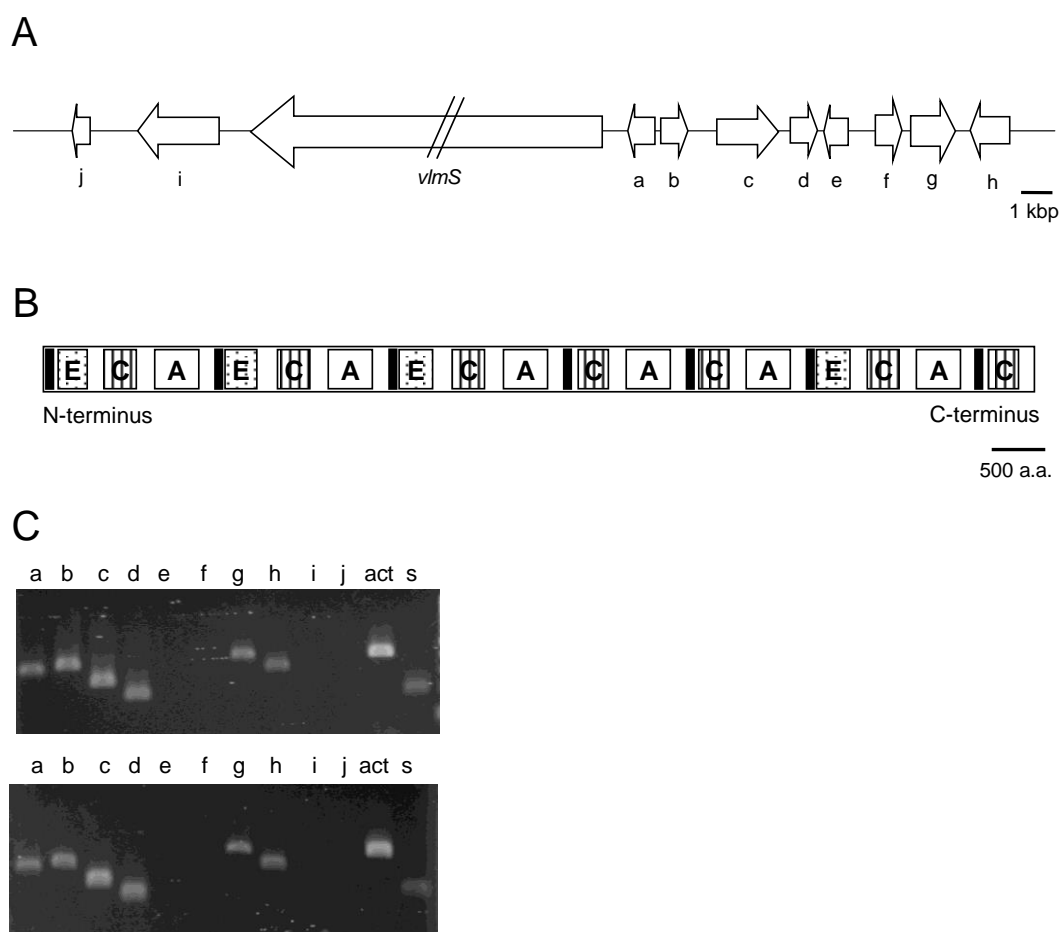 A
j i vlmS a b c d e f g h
1 kbp
B
E C A E C A E C A C A C A E C A C
N-terminus C-terminus
500 a.a.
C
a b c d e f g h i j act s
a b c d e f g h i j act s